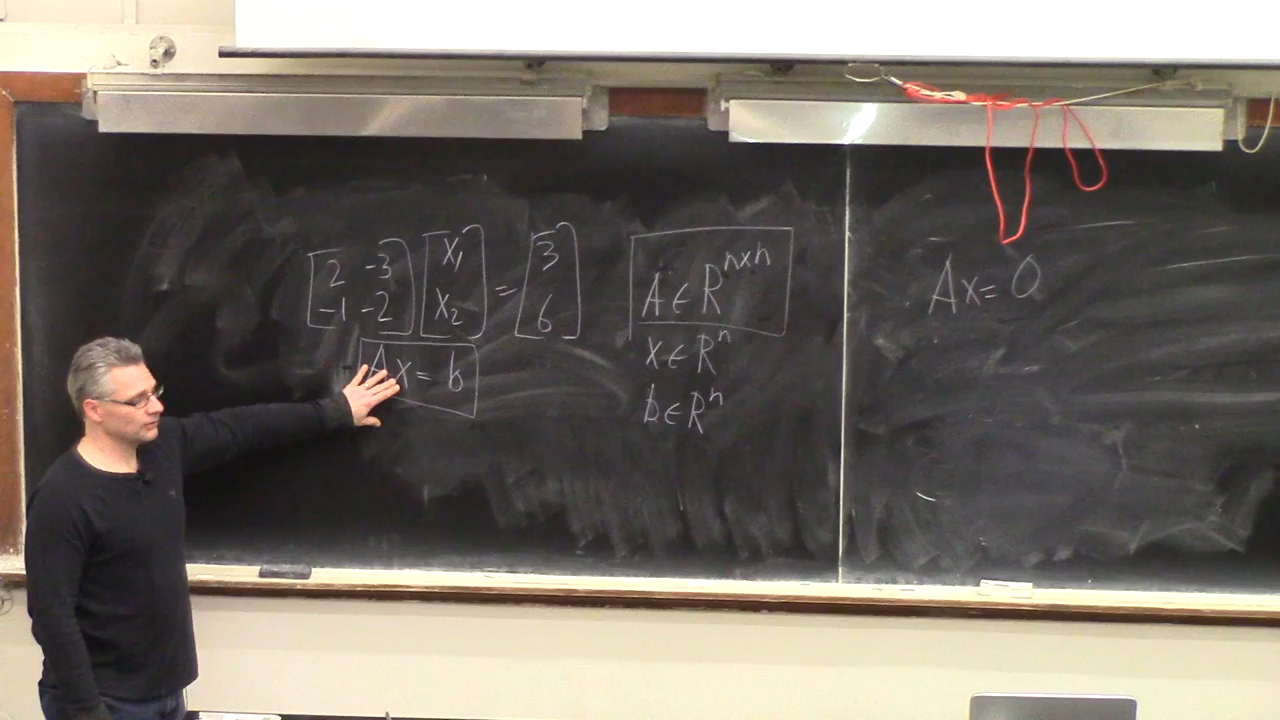 [2 -3; -1 -2] [x₁; x₂] = [3; 6]
Ax = b
A ∈ R^{n×n}
x ∈ R^n
b ∈ R^n
Ax = 0